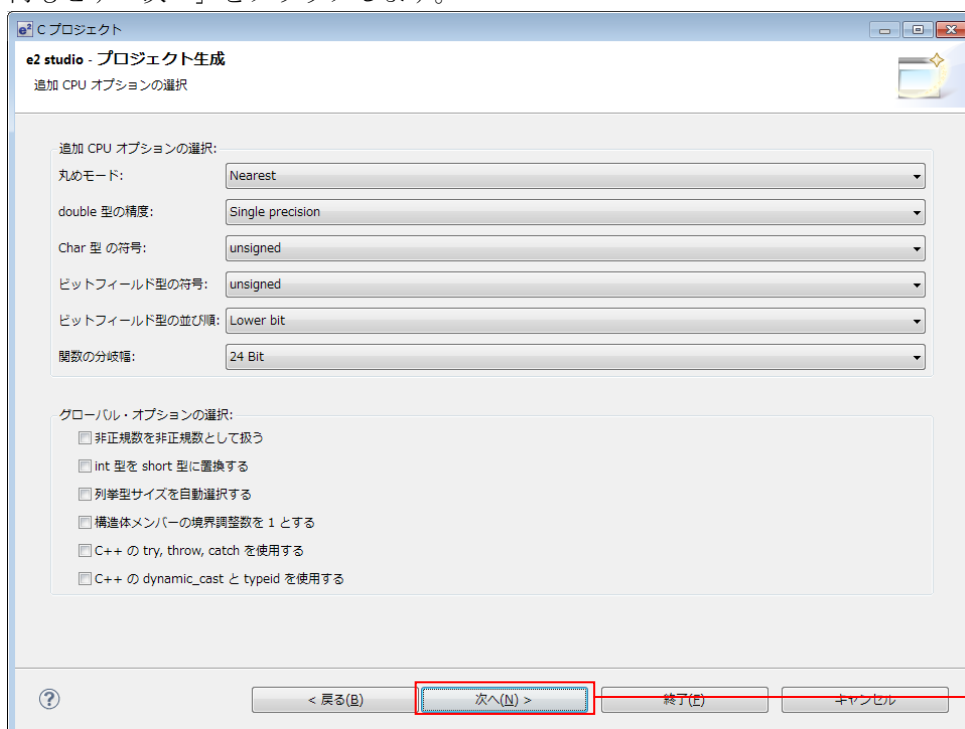 e² C プロジェクト
e2 studio - プロジェクト生成
追加 CPU オプションの選択
追加 CPU オプションの選択:
丸めモード: Nearest
double 型の精度: Single precision
Char 型 の符号: unsigned
ビットフィールド型の符号: unsigned
ビットフィールド型の並び順: Lower bit
関数の分岐幅: 24 Bit
グローバル・オプションの選択:
非正規数を非正規数として扱う
int 型を short 型に置換する
列挙型サイズを自動選択する
構造体メンバーの境界調整数を 1 とする
C++ の try, throw, catch を使用する
C++ の dynamic_cast と typeid を使用する
< 戻る(B) 次へ(N) > 終了(F) キャンセル